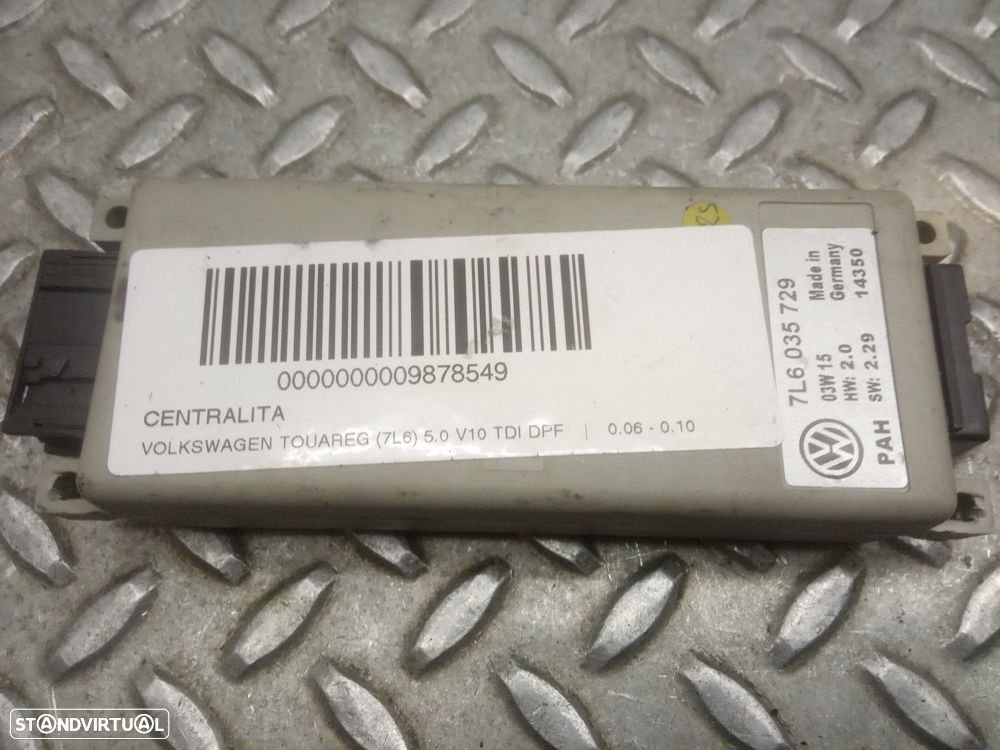 0000000009878549
CENTRALITA
VOLKSWAGEN TOUAREG (7L6) 5.0 V10 TDI DPF | 0.06 - 0.10
7L6 035 729
03W 15 Made in
HW: 2.0 Germany
SW: 2.29 14350
PAH
STANDVIRTUAL